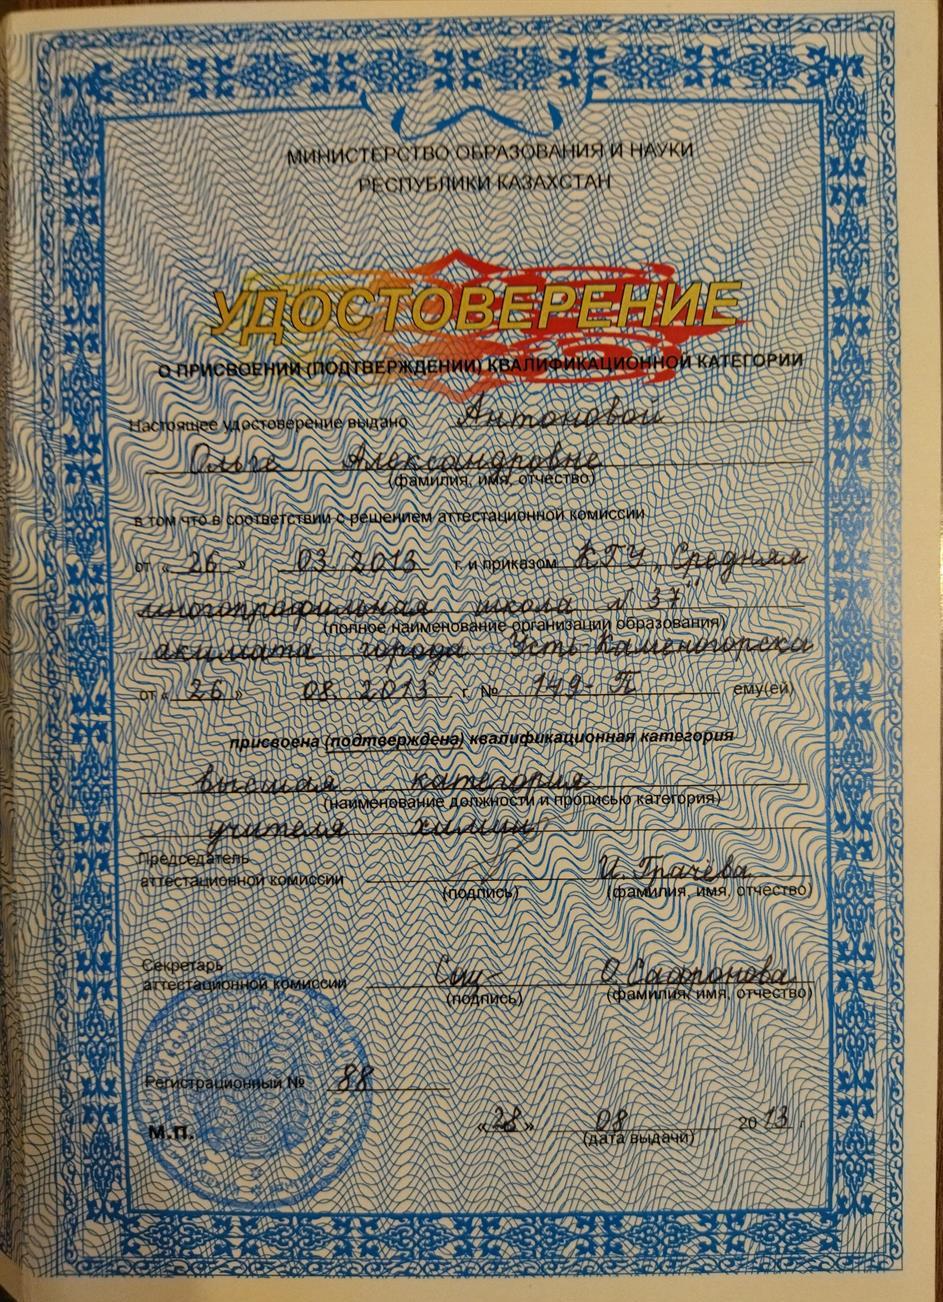 МИНИСТЕРСТВО ОБРАЗОВАНИЯ И НАУКИ
РЕСПУБЛИКИ КАЗАХСТАН
УДОСТОВЕРЕНИЕ
О ПРИСВОЕНИИ (ПОДТВЕРЖДЕНИИ) КВАЛИФИКАЦИОННОЙ КАТЕГОРИИ
Настоящее удостоверение выдано Антоновой
Ольге Александровне
(фамилия, имя, отчество)
в том что в соответствии с решением аттестационной комиссии
от «26» 03 2013 г. и приказом КГУ „Средняя
многопрофильная школа №37"
(полное наименование организации образования)
акимата города Усть-Каменогорска
от «26» 08 2013 г. № 149-П ему(ей)
присвоена (подтверждена) квалификационная категория
высшая категория
(наименование должности и прописью категория)
учителя химии
Председатель
аттестационной комиссии И. Грачёва
(подпись) (фамилия, имя, отчество)
Секретарь
аттестационной комиссии О Сафронова
(подпись) (фамилия, имя, отчество)
Регистрационный № 88
М.П. «28» 08 2013 г.
(дата выдачи)